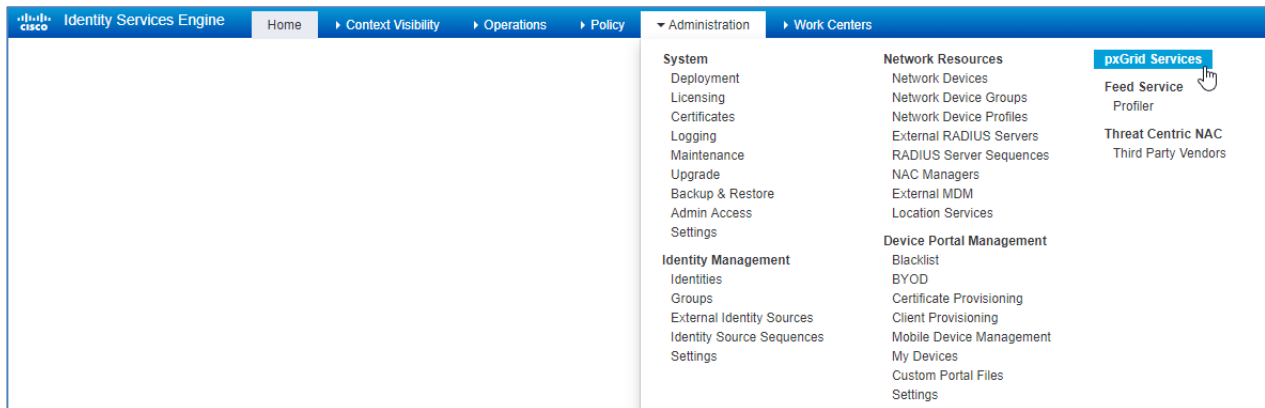 cisco Identity Services Engine Home Context Visibility Operations Policy Administration Work Centers
System
Deployment
Licensing
Certificates
Logging
Maintenance
Upgrade
Backup & Restore
Admin Access
Settings
Identity Management
Identities
Groups
External Identity Sources
Identity Source Sequences
Settings
Network Resources
Network Devices
Network Device Groups
Network Device Profiles
External RADIUS Servers
RADIUS Server Sequences
NAC Managers
External MDM
Location Services
Device Portal Management
Blacklist
BYOD
Certificate Provisioning
Client Provisioning
Mobile Device Management
My Devices
Custom Portal Files
Settings
pxGrid Services
Feed Service
Profiler
Threat Centric NAC
Third Party Vendors